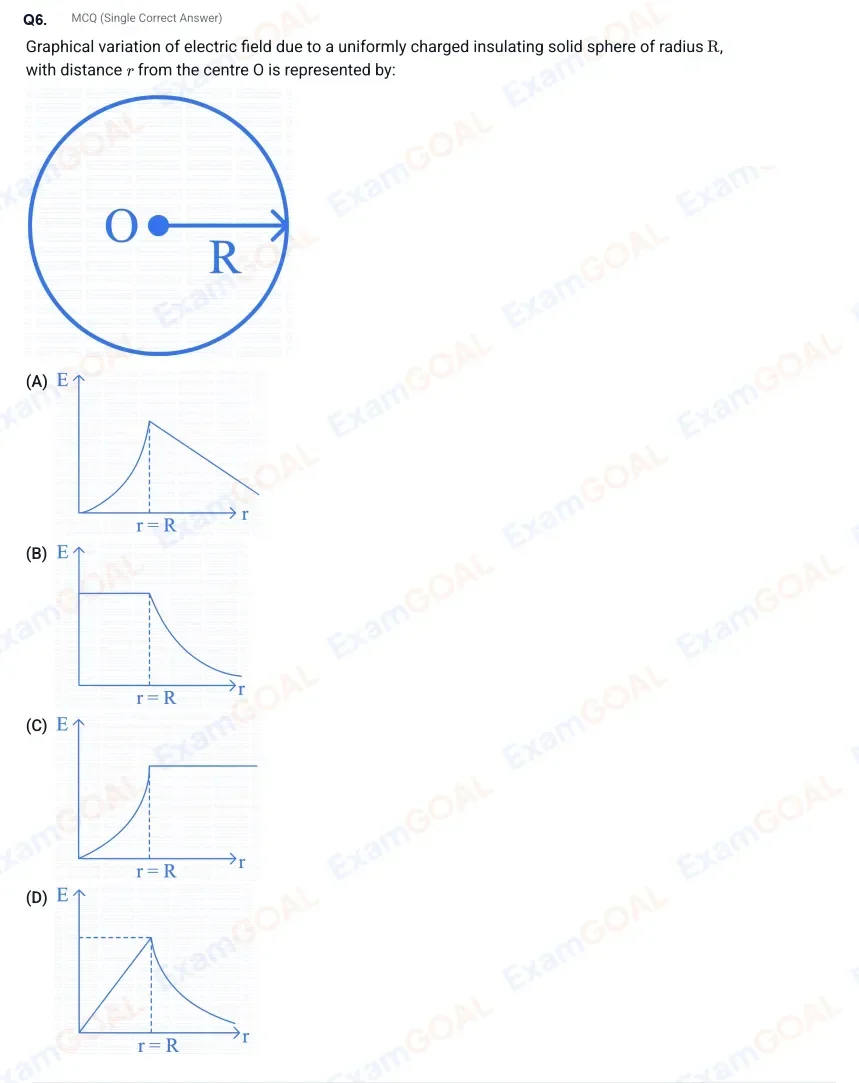 Q6. MCQ (Single Correct Answer)
Graphical variation of electric field due to a uniformly charged insulating solid sphere of radius R,
with distance r from the centre O is represented by:
O
R
(A) E
r
r = R
(B) E
r
r = R
(C) E
r
r = R
(D) E
r
r = R
ExamGOAL